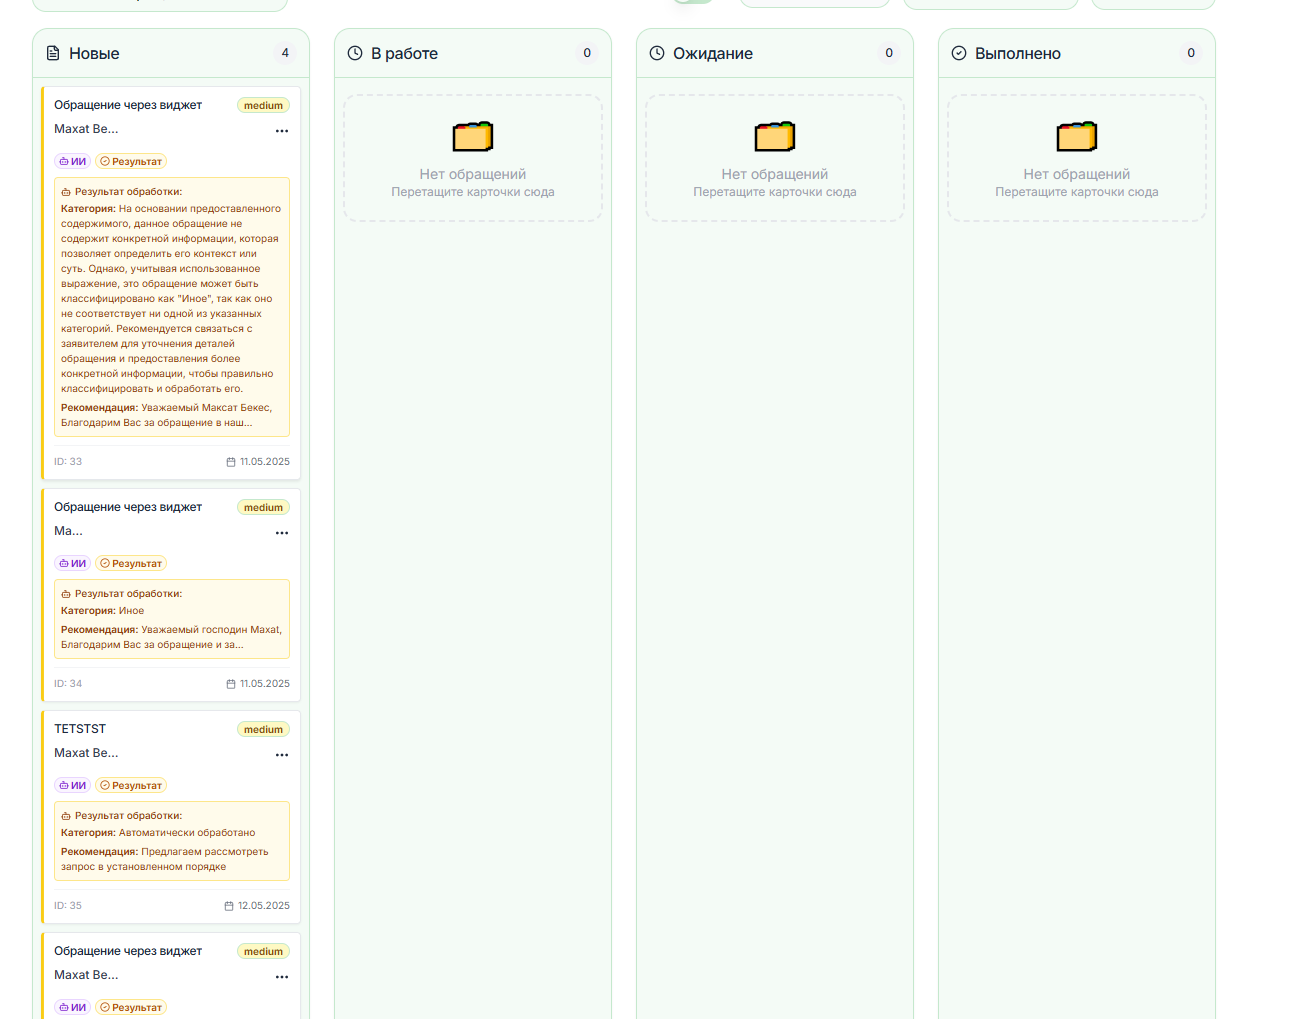 Новые
4
Обращение через виджет
medium
Maxat Be...
...
ИИ
Результат
Результат обработки:
Категория: На основании предоставленного
содержимого, данное обращение не
содержит конкретной информации, которая
позволяет определить его контекст или
суть. Однако, учитывая использованное
выражение, это обращение может быть
классифицировано как "Иное", так как оно
не соответствует ни одной из указанных
категорий. Рекомендуется связаться с
заявителем для уточнения деталей
обращения и предоставления более
конкретной информации, чтобы правильно
классифицировать и обработать его.
Рекомендация: Уважаемый Максат Бекес,
Благодарим Вас за обращение в наш...
ID: 33
11.05.2025
Обращение через виджет
medium
Ma...
...
ИИ
Результат
Результат обработки:
Категория: Иное
Рекомендация: Уважаемый господин Maxat,
Благодарим Вас за обращение и за...
ID: 34
11.05.2025
TETSTST
medium
Maxat Be...
...
ИИ
Результат
Результат обработки:
Категория: Автоматически обработано
Рекомендация: Предлагаем рассмотреть
запрос в установленном порядке
ID: 35
12.05.2025
Обращение через виджет
medium
Maxat Be...
...
ИИ
Результат
В работе
0
Нет обращений
Перетащите карточки сюда
Ожидание
0
Нет обращений
Перетащите карточки сюда
Выполнено
0
Нет обращений
Перетащите карточки сюда